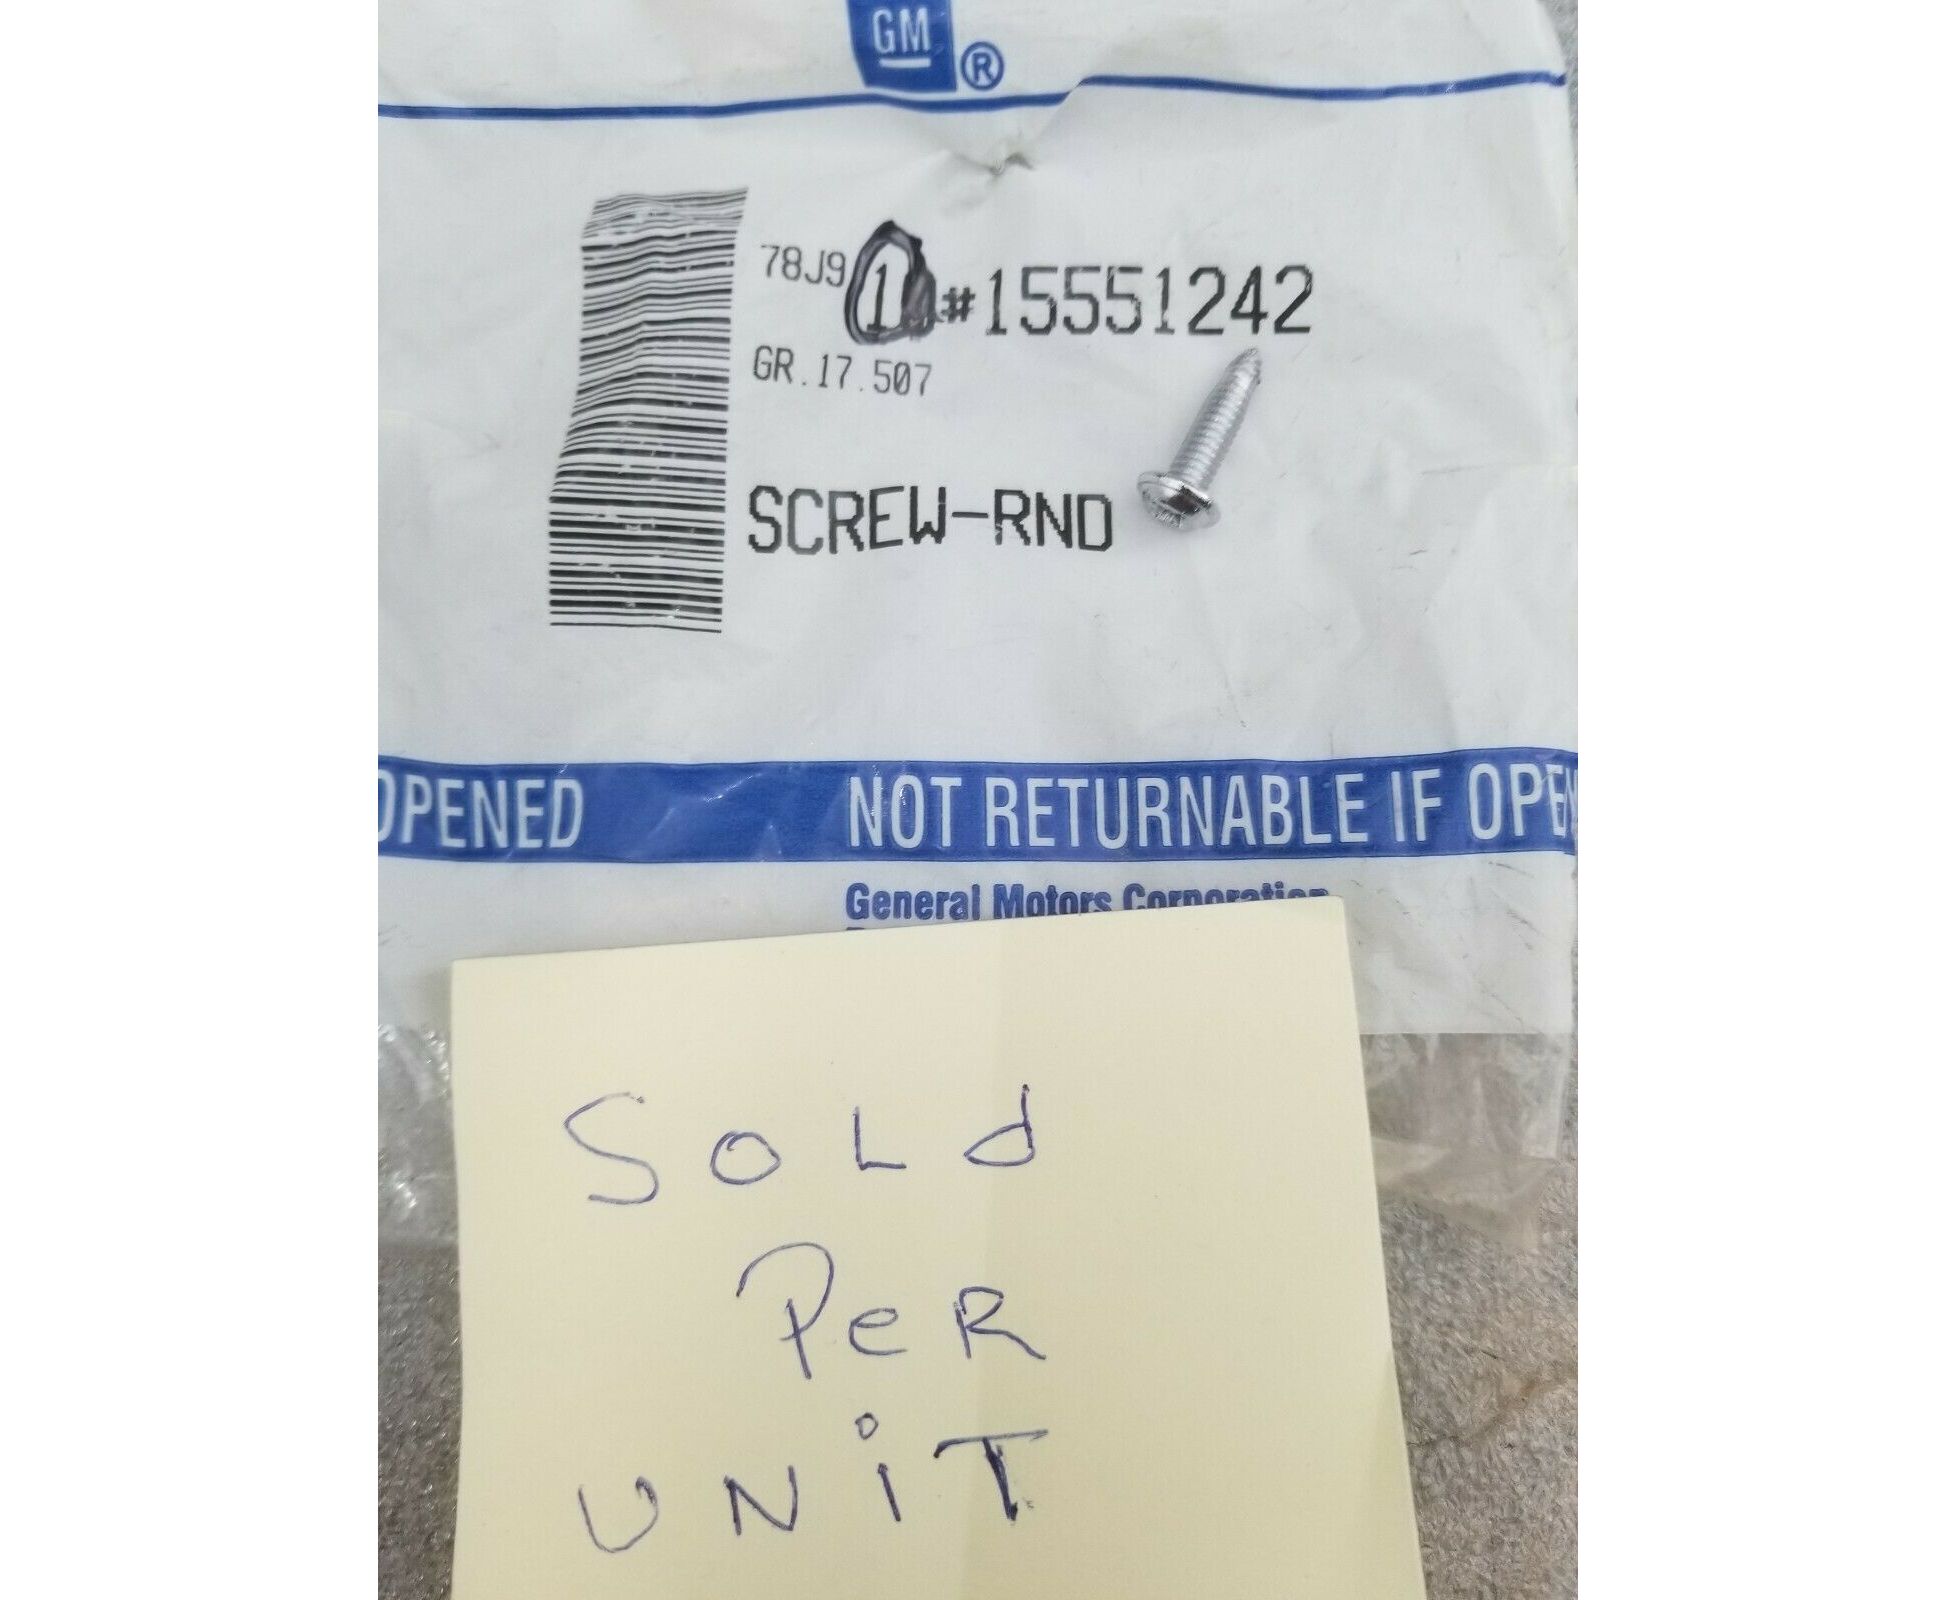 GM
®
78J9 1 #15551242
GR.17.507
SCREW-RND
OPENED NOT RETURNABLE IF OPEN
General Motors Corporation
SOLd
PeR
UNiT